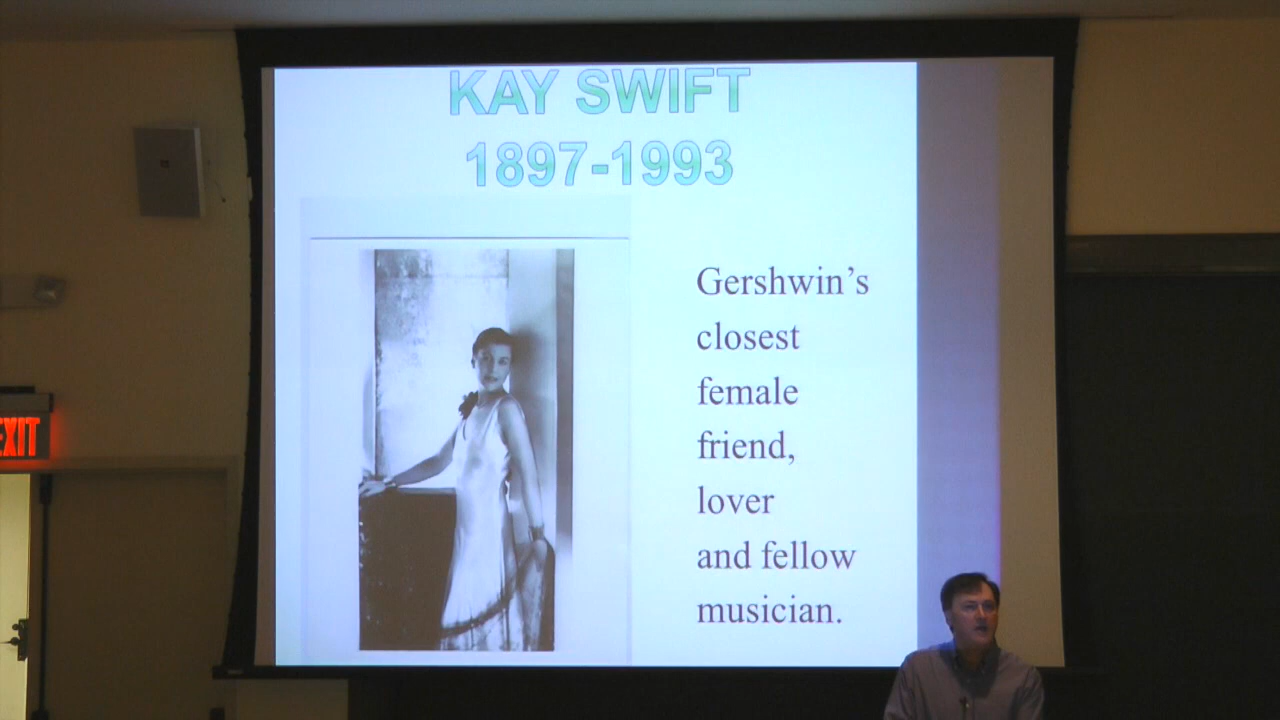 KAY SWIFT
1897-1993
Gershwin’s
closest
female
friend,
lover
and fellow
musician.
EXIT